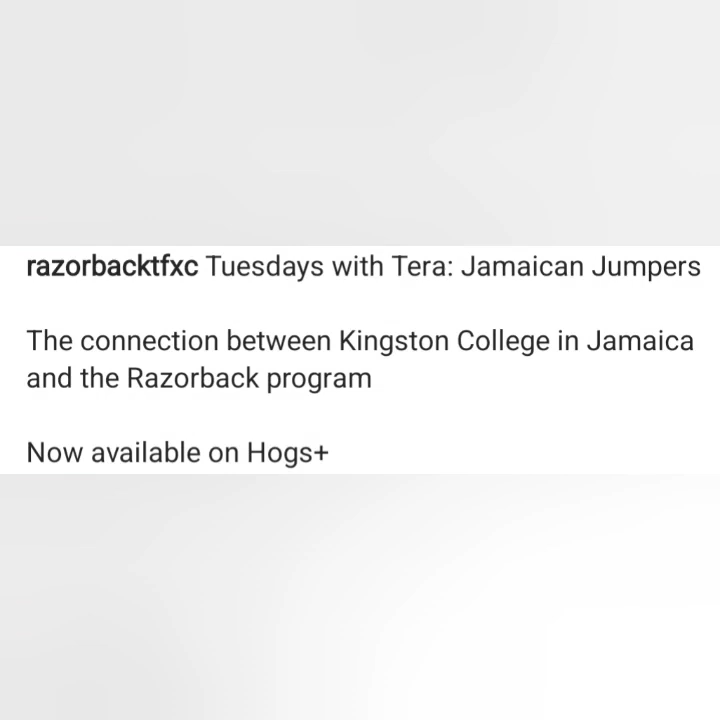 razorbacktfxc Tuesdays with Tera: Jamaican Jumpers
The connection between Kingston College in Jamaica
and the Razorback program
Now available on Hogs+